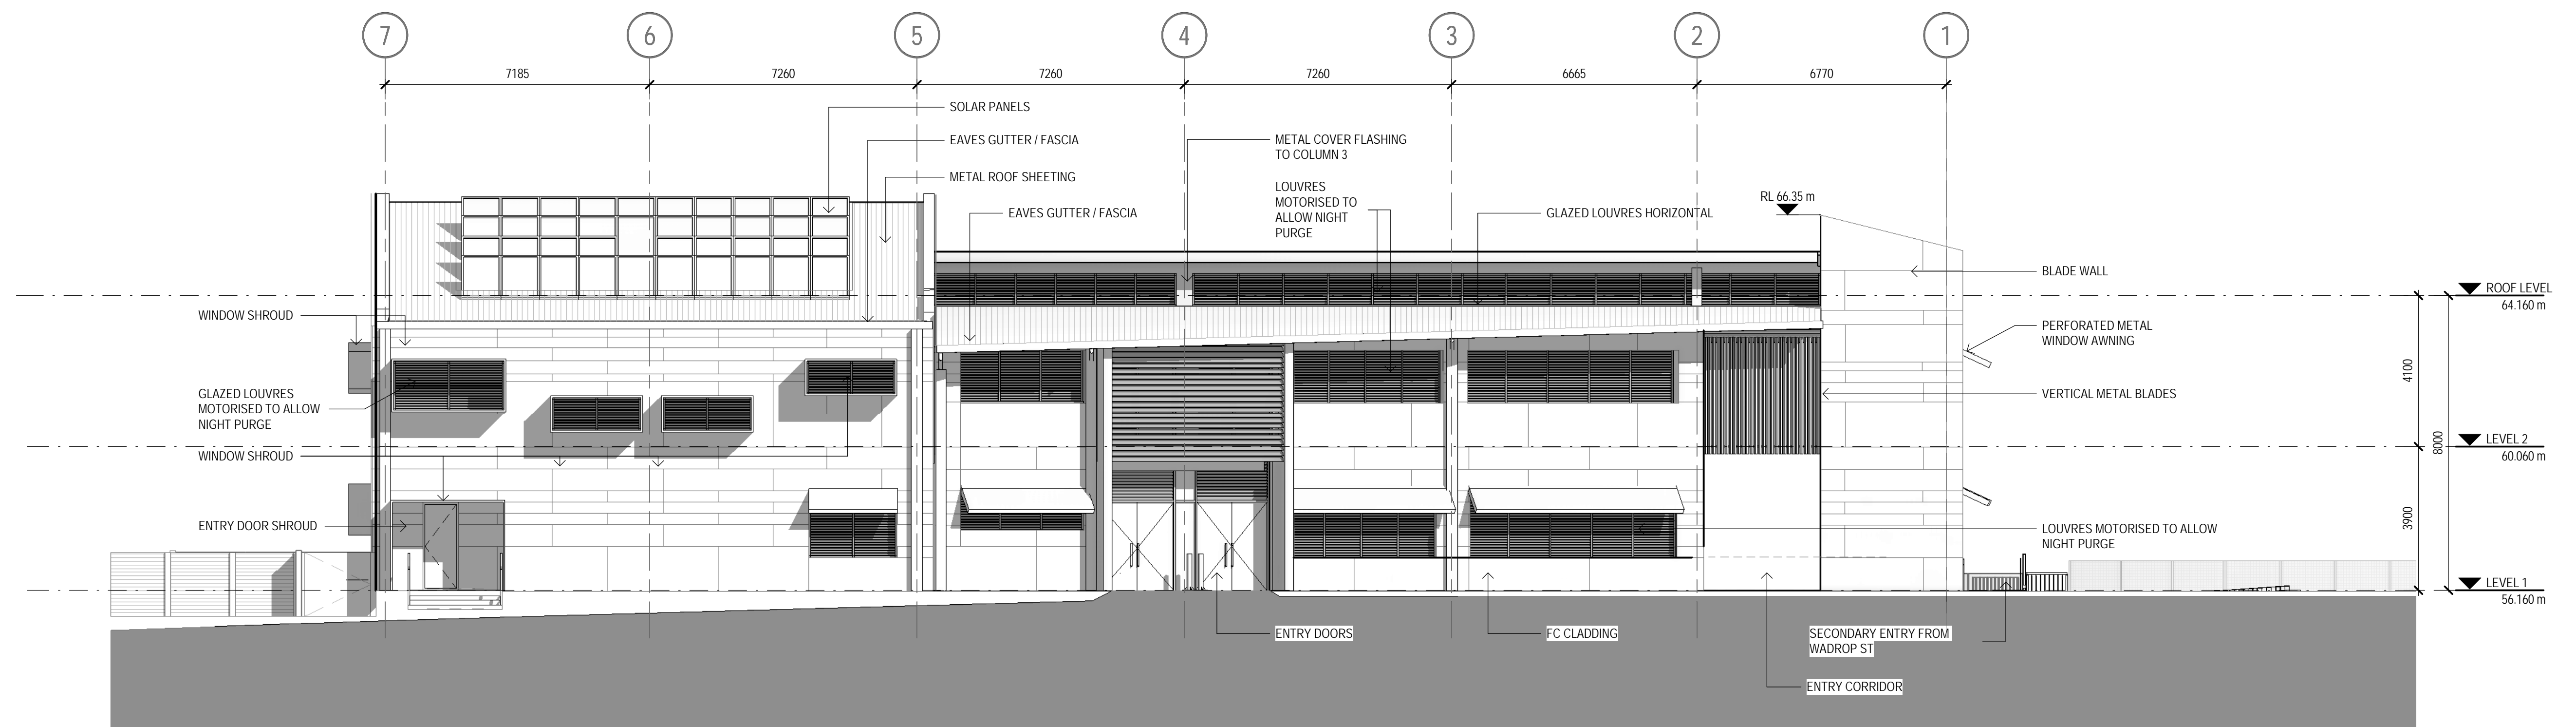 7
6
5
4
3
2
1
7185
7260
7260
7260
6665
6770
SOLAR PANELS
EAVES GUTTER / FASCIA
METAL ROOF SHEETING
EAVES GUTTER / FASCIA
METAL COVER FLASHING
TO COLUMN 3
LOUVRES
MOTORISED TO
ALLOW NIGHT
PURGE
GLAZED LOUVRES HORIZONTAL
RL 66.35 m
BLADE WALL
ROOF LEVEL
64.160 m
WINDOW SHROUD
PERFORATED METAL
WINDOW AWNING
GLAZED LOUVRES
MOTORISED TO ALLOW
NIGHT PURGE
VERTICAL METAL BLADES
4100
8000
LEVEL 2
60.060 m
WINDOW SHROUD
ENTRY DOOR SHROUD
LOUVRES MOTORISED TO ALLOW
NIGHT PURGE
3900
LEVEL 1
56.160 m
ENTRY DOORS
FC CLADDING
SECONDARY ENTRY FROM
WADROP ST
ENTRY CORRIDOR